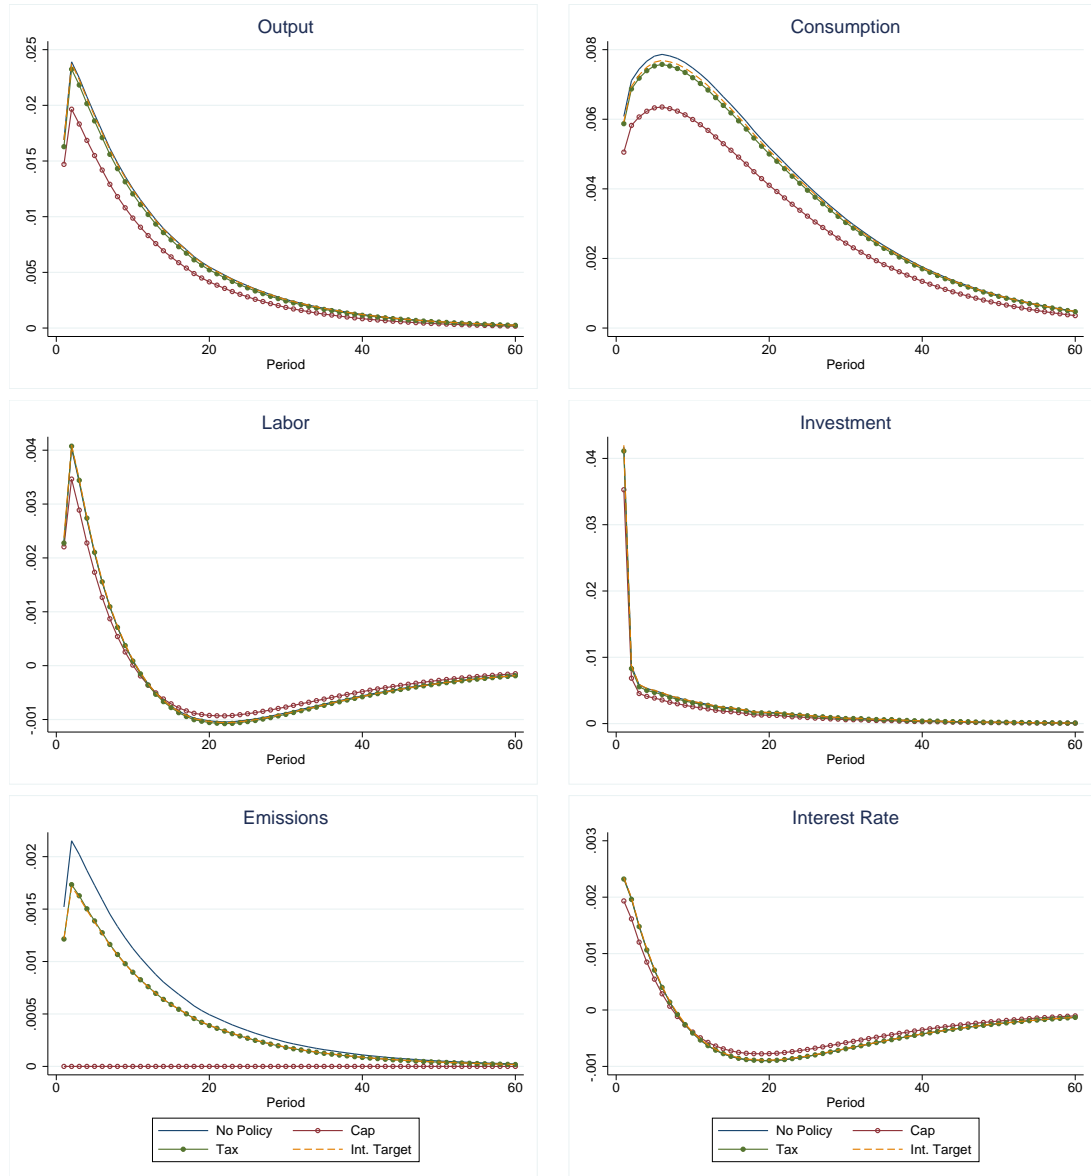 Output
.025
.02
.015
.01
.005
0
0 20 40 60
Period
Consumption
.008
.006
.004
.002
0
0 20 40 60
Period
Labor
.004
.003
.002
.001
0
-.001
0 20 40 60
Period
Investment
.04
.03
.02
.01
0
0 20 40 60
Period
Emissions
.002
.0015
.001
.0005
0
0 20 40 60
Period
No Policy Cap
Tax Int. Target
Interest Rate
.003
.002
.001
0
-.001
0 20 40 60
Period
No Policy Cap
Tax Int. Target